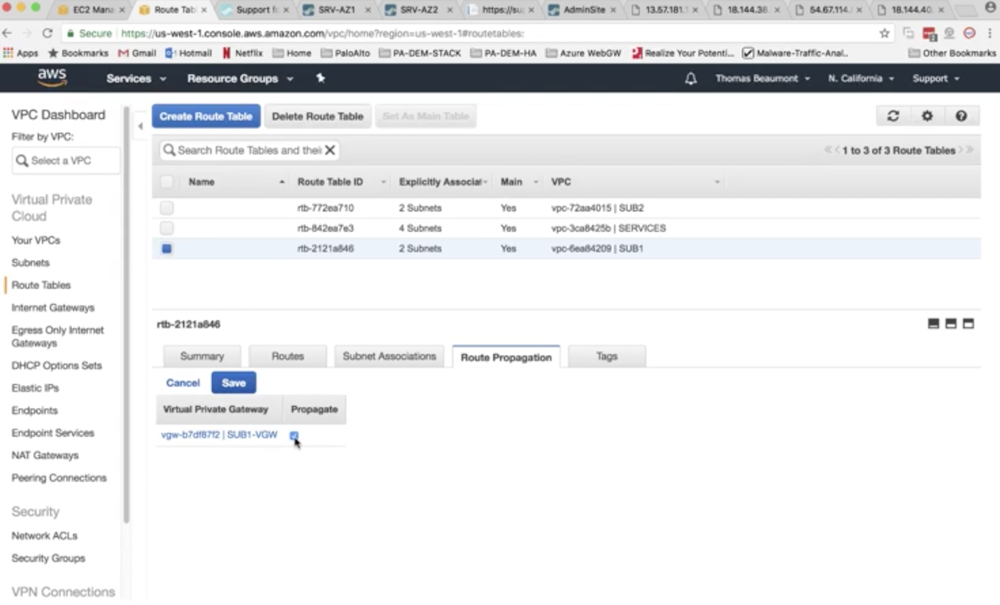 EC2 Mana
Route Tabl
Support fo
SRV-AZ1
SRV-AZ2
https://su
AdminSite
13.57.181.
18.144.38.
54.67.114.
18.144.40.
Secure https://us-west-1.console.aws.amazon.com/vpc/home?region=us-west-1#routetables:
Apps Bookmarks Gmail Hotmail Netflix Home PaloAlto PA-DEM-STACK PA-DEM-HA Azure WebGW Realize Your Potenti... Malware-Traffic-Anal.. Other Bookmarks
aws Services Resource Groups Thomas Beaumont N. California Support
VPC Dashboard
Filter by VPC:
Select a VPC
Virtual Private
Cloud
Your VPCs
Subnets
Route Tables
Internet Gateways
Egress Only Internet
Gateways
DHCP Options Sets
Elastic IPs
Endpoints
Endpoint Services
NAT Gateways
Peering Connections
Security
Network ACLs
Security Groups
VPN Connections
Create Route Table Delete Route Table Set As Main Table
Search Route Tables and thei
1 to 3 of 3 Route Tables
Name Route Table ID Explicitly Associat Main VPC
rtb-772ea710 2 Subnets Yes vpc-72aa4015 | SUB2
rtb-842ea7e3 4 Subnets Yes vpc-3ca8425b | SERVICES
rtb-2121a846 2 Subnets Yes vpc-6ea84209 | SUB1
rtb-2121a846
Summary Routes Subnet Associations Route Propagation Tags
Cancel Save
Virtual Private Gateway Propagate
vgw-b7df87f2 | SUB1-VGW